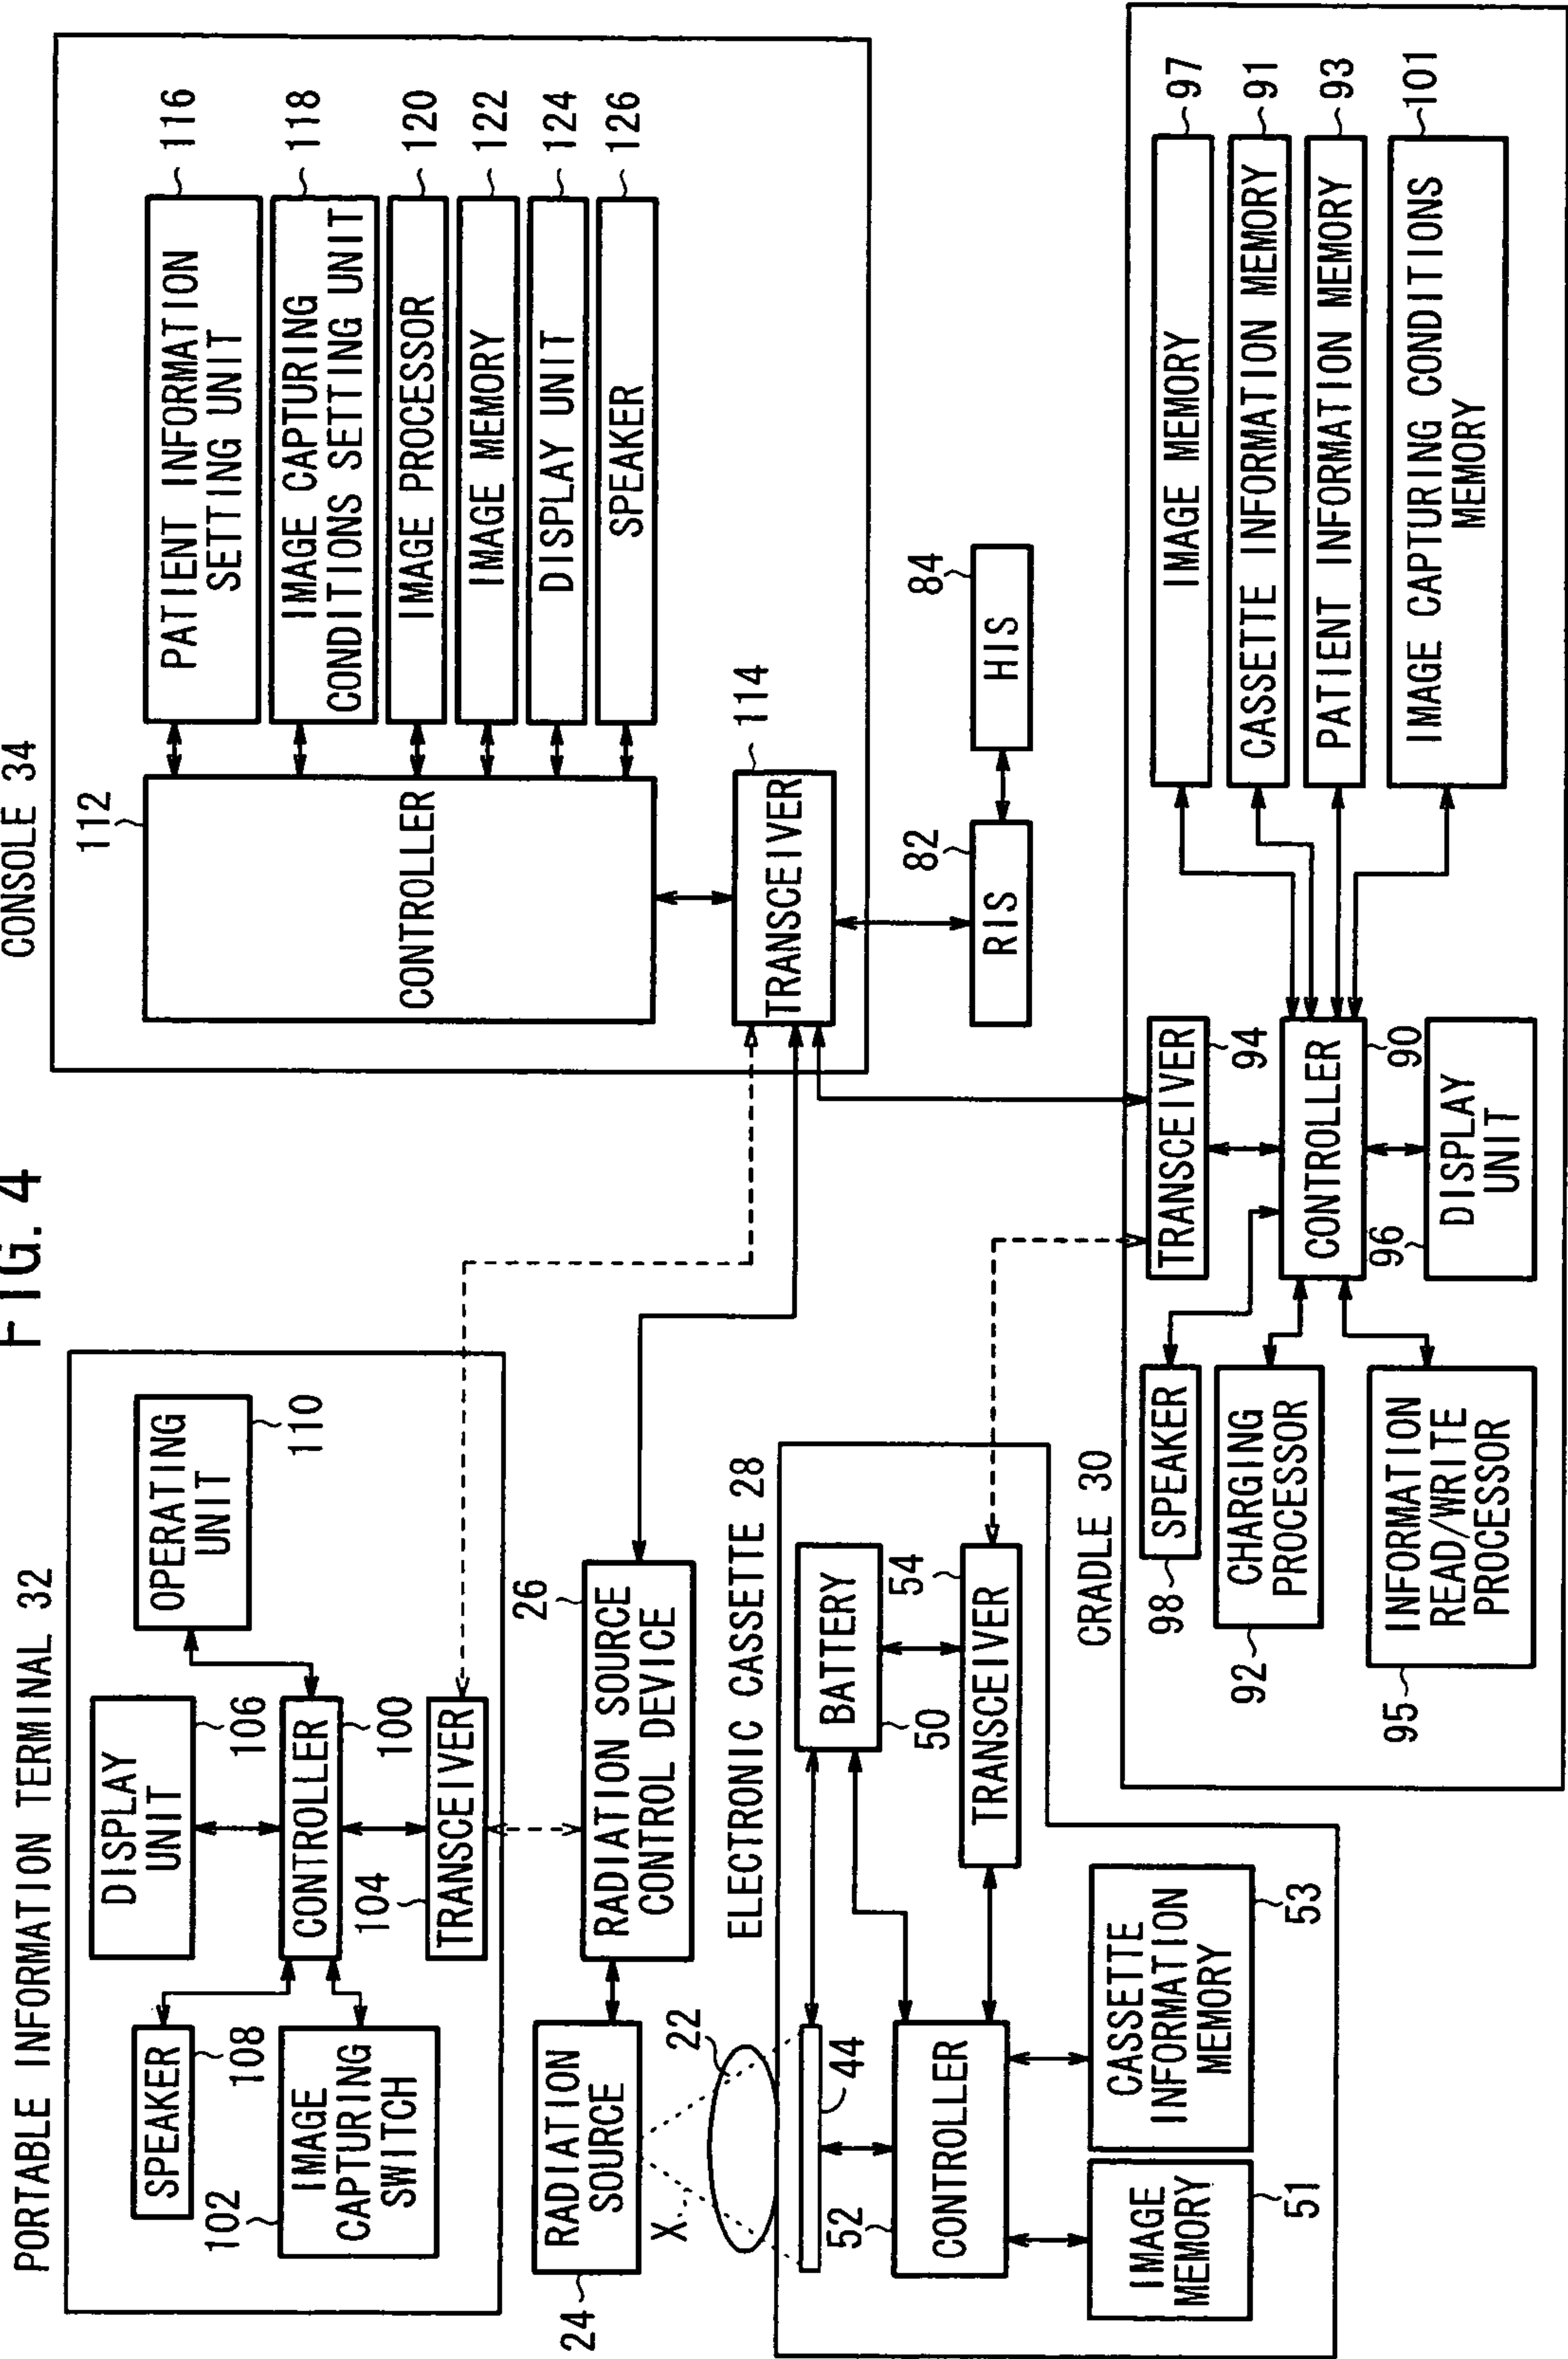 FIG. 4
PORTABLE INFORMATION TERMINAL 32
SPEAKER
108
DISPLAY
UNIT
106
OPERATING
UNIT
110
102
IMAGE
CAPTURING
SWITCH
CONTROLLER
100
104
TRANSCEIVER
24
RADIATION
SOURCE
26
RADIATION SOURCE
CONTROL DEVICE
X
22
ELECTRONIC CASSETTE 28
44
BATTERY
50
52
CONTROLLER
54
TRANSCEIVER
IMAGE
MEMORY
51
CASSETTE
INFORMATION
MEMORY
53
CONSOLE 34
112
CONTROLLER
PATIENT INFORMATION
SETTING UNIT
116
IMAGE CAPTURING
CONDITIONS SETTING UNIT
118
IMAGE PROCESSOR
120
IMAGE MEMORY
122
DISPLAY UNIT
124
SPEAKER
126
TRANSCEIVER
114
82
RIS
84
HIS
CRADLE 30
98
SPEAKER
92
CHARGING
PROCESSOR
95
INFORMATION
READ/WRITE
PROCESSOR
TRANSCEIVER
94
CONTROLLER
90
96
DISPLAY
UNIT
IMAGE MEMORY
97
CASSETTE INFORMATION MEMORY
91
PATIENT INFORMATION MEMORY
93
IMAGE CAPTURING CONDITIONS
MEMORY
101